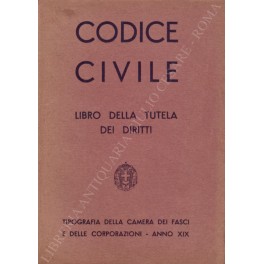 CODICE
CIVILE
LIBRO DELLA TUTELA
DEI DIRITTI
TIPOGRAFIA DELLA CAMERA DEI FASCI
E DELLE CORPORAZIONI - ANNO XIX